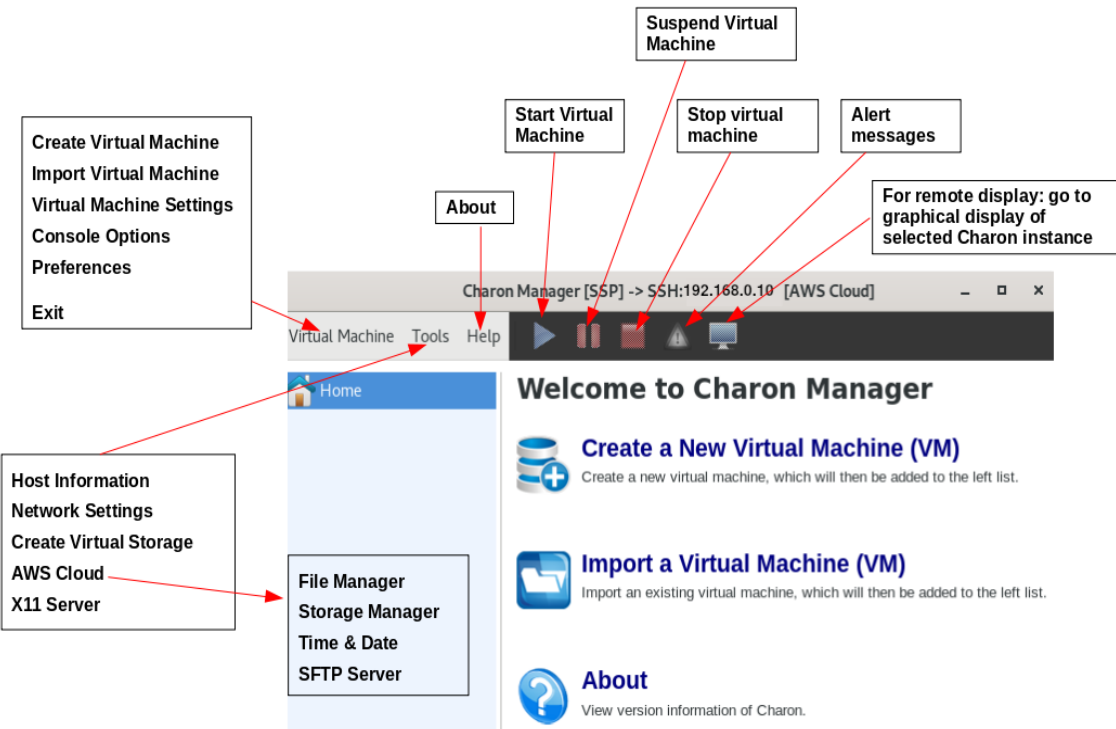 Suspend Virtual
Machine
Start Virtual
Machine
Stop virtual
machine
Alert
messages
Create Virtual Machine
Import Virtual Machine
Virtual Machine Settings
Console Options
Preferences
Exit
About
For remote display: go to
graphical display of
selected Charon instance
Charon Manager [SSP] -> SSH:192.168.0.10 [AWS Cloud]
Virtual Machine Tools Help
Home
Welcome to Charon Manager
Create a New Virtual Machine (VM)
Create a new virtual machine, which will then be added to the left list.
Host Information
Network Settings
Create Virtual Storage
AWS Cloud
X11 Server
File Manager
Storage Manager
Time & Date
SFTP Server
Import a Virtual Machine (VM)
Import an existing virtual machine, which will then be added to the left list.
About
View version information of Charon.